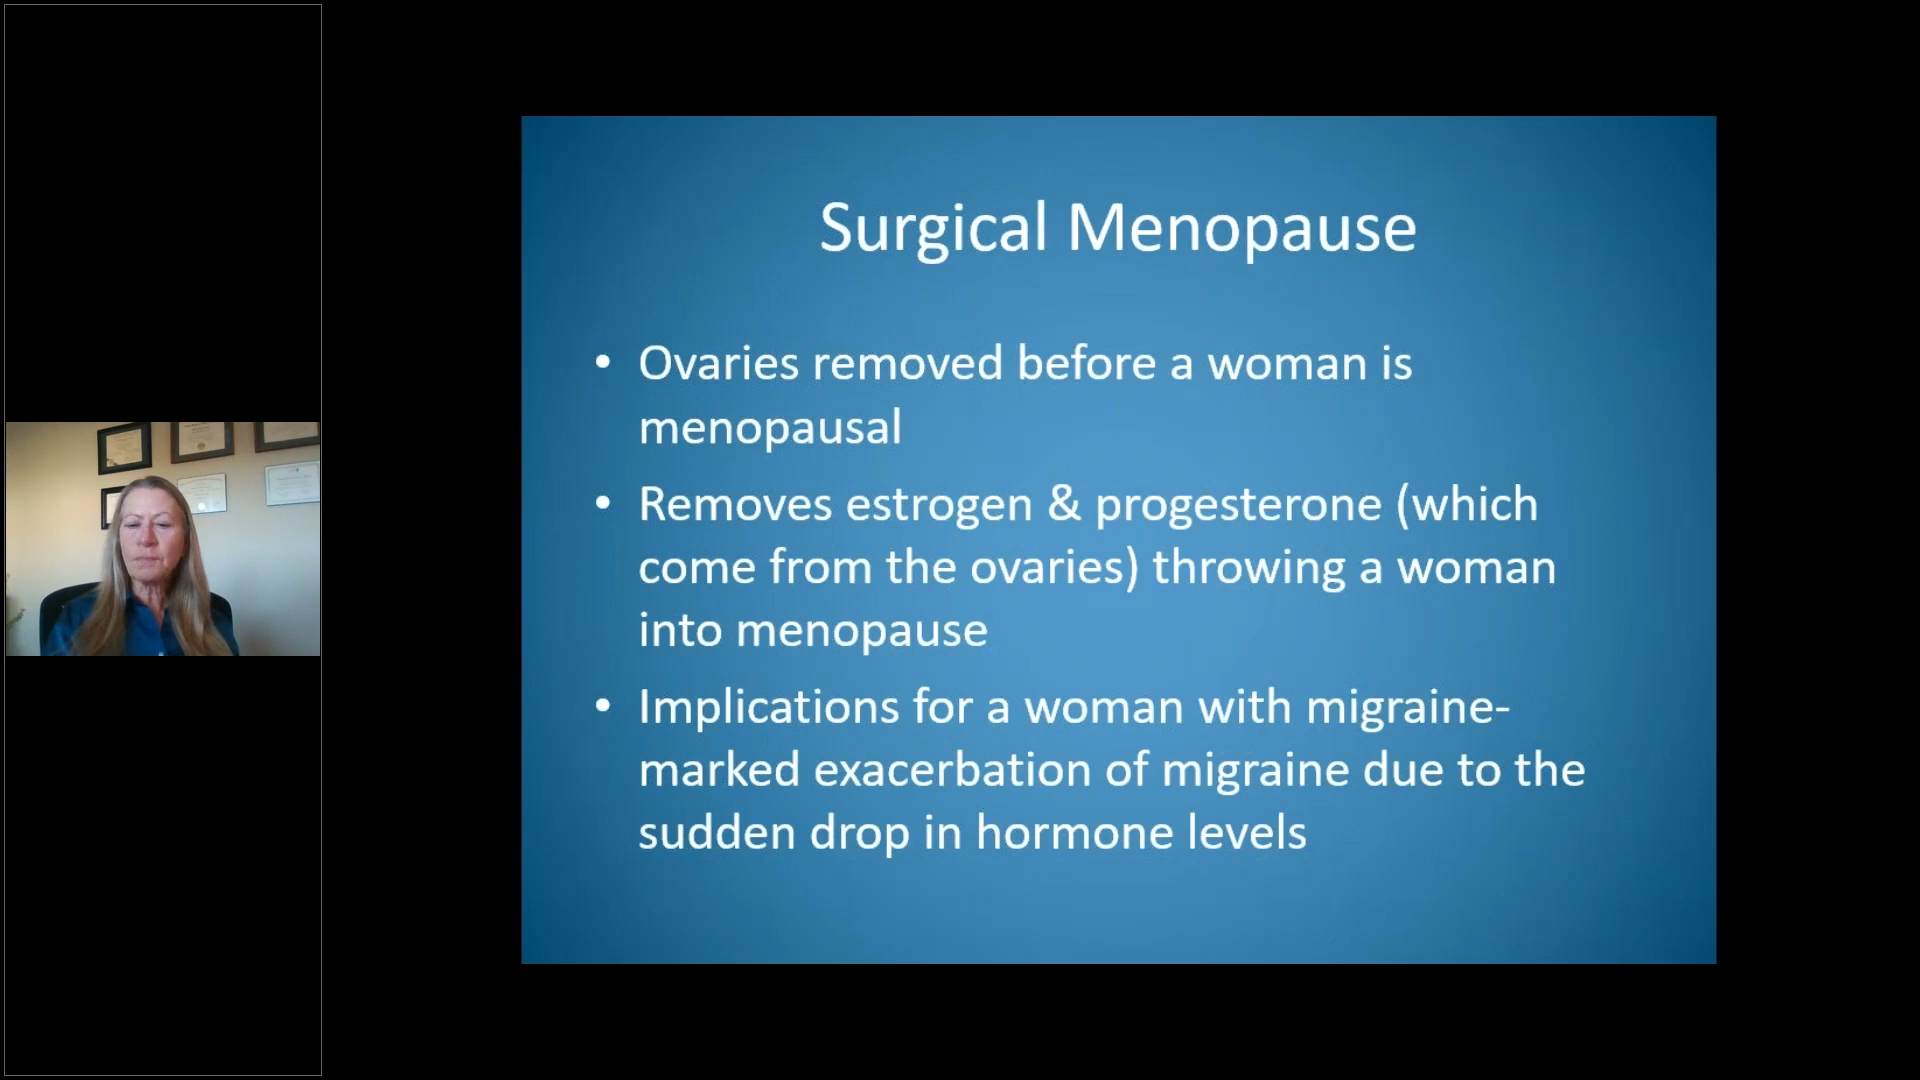 Surgical Menopause
• Ovaries removed before a woman is
menopausal
• Removes estrogen & progesterone (which
come from the ovaries) throwing a woman
into menopause
• Implications for a woman with migraine-
marked exacerbation of migraine due to the
sudden drop in hormone levels